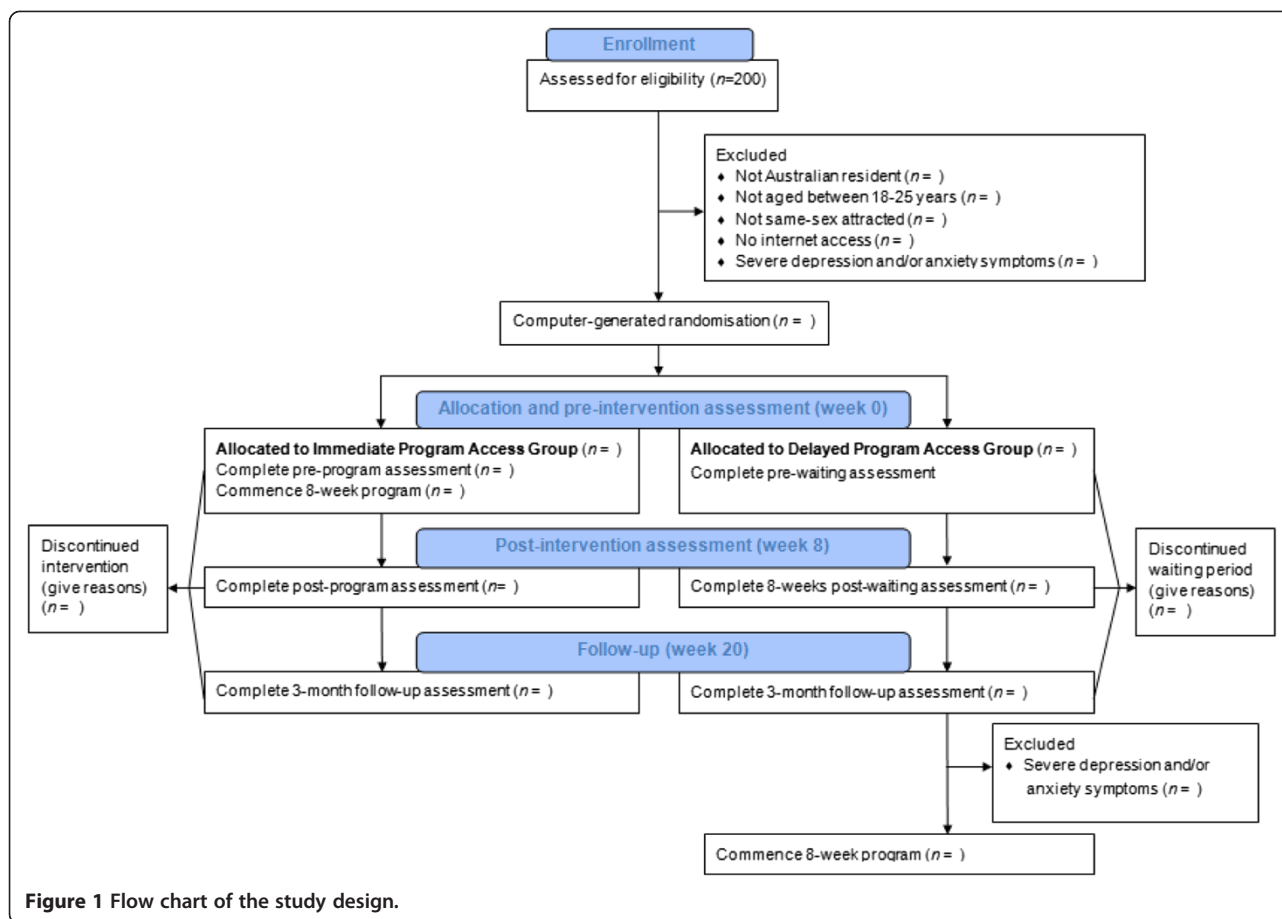 Enrollment
Assessed for eligibility (n=200)
Excluded
♦ Not Australian resident (n = )
♦ Not aged between 18-25 years (n = )
♦ Not same-sex attracted (n = )
♦ No internet access (n = )
♦ Severe depression and/or anxiety symptoms (n = )
Computer-generated randomisation (n = )
Allocation and pre-intervention assessment (week 0)
Allocated to Immediate Program Access Group (n = )
Complete pre-program assessment (n = )
Commence 8-week program (n = )
Allocated to Delayed Program Access Group (n = )
Complete pre-waiting assessment
Post-intervention assessment (week 8)
Discontinued
intervention
(give reasons)
(n = )
Complete post-program assessment (n= )
Complete 8-weeks post-waiting assessment (n = )
Discontinued
waiting period
(give reasons)
(n = )
Follow-up (week 20)
Complete 3-month follow-up assessment (n = )
Complete 3-month follow-up assessment (n = )
Excluded
♦ Severe depression and/or
anxiety symptoms (n = )
Commence 8-week program (n = )
Figure 1 Flow chart of the study design.